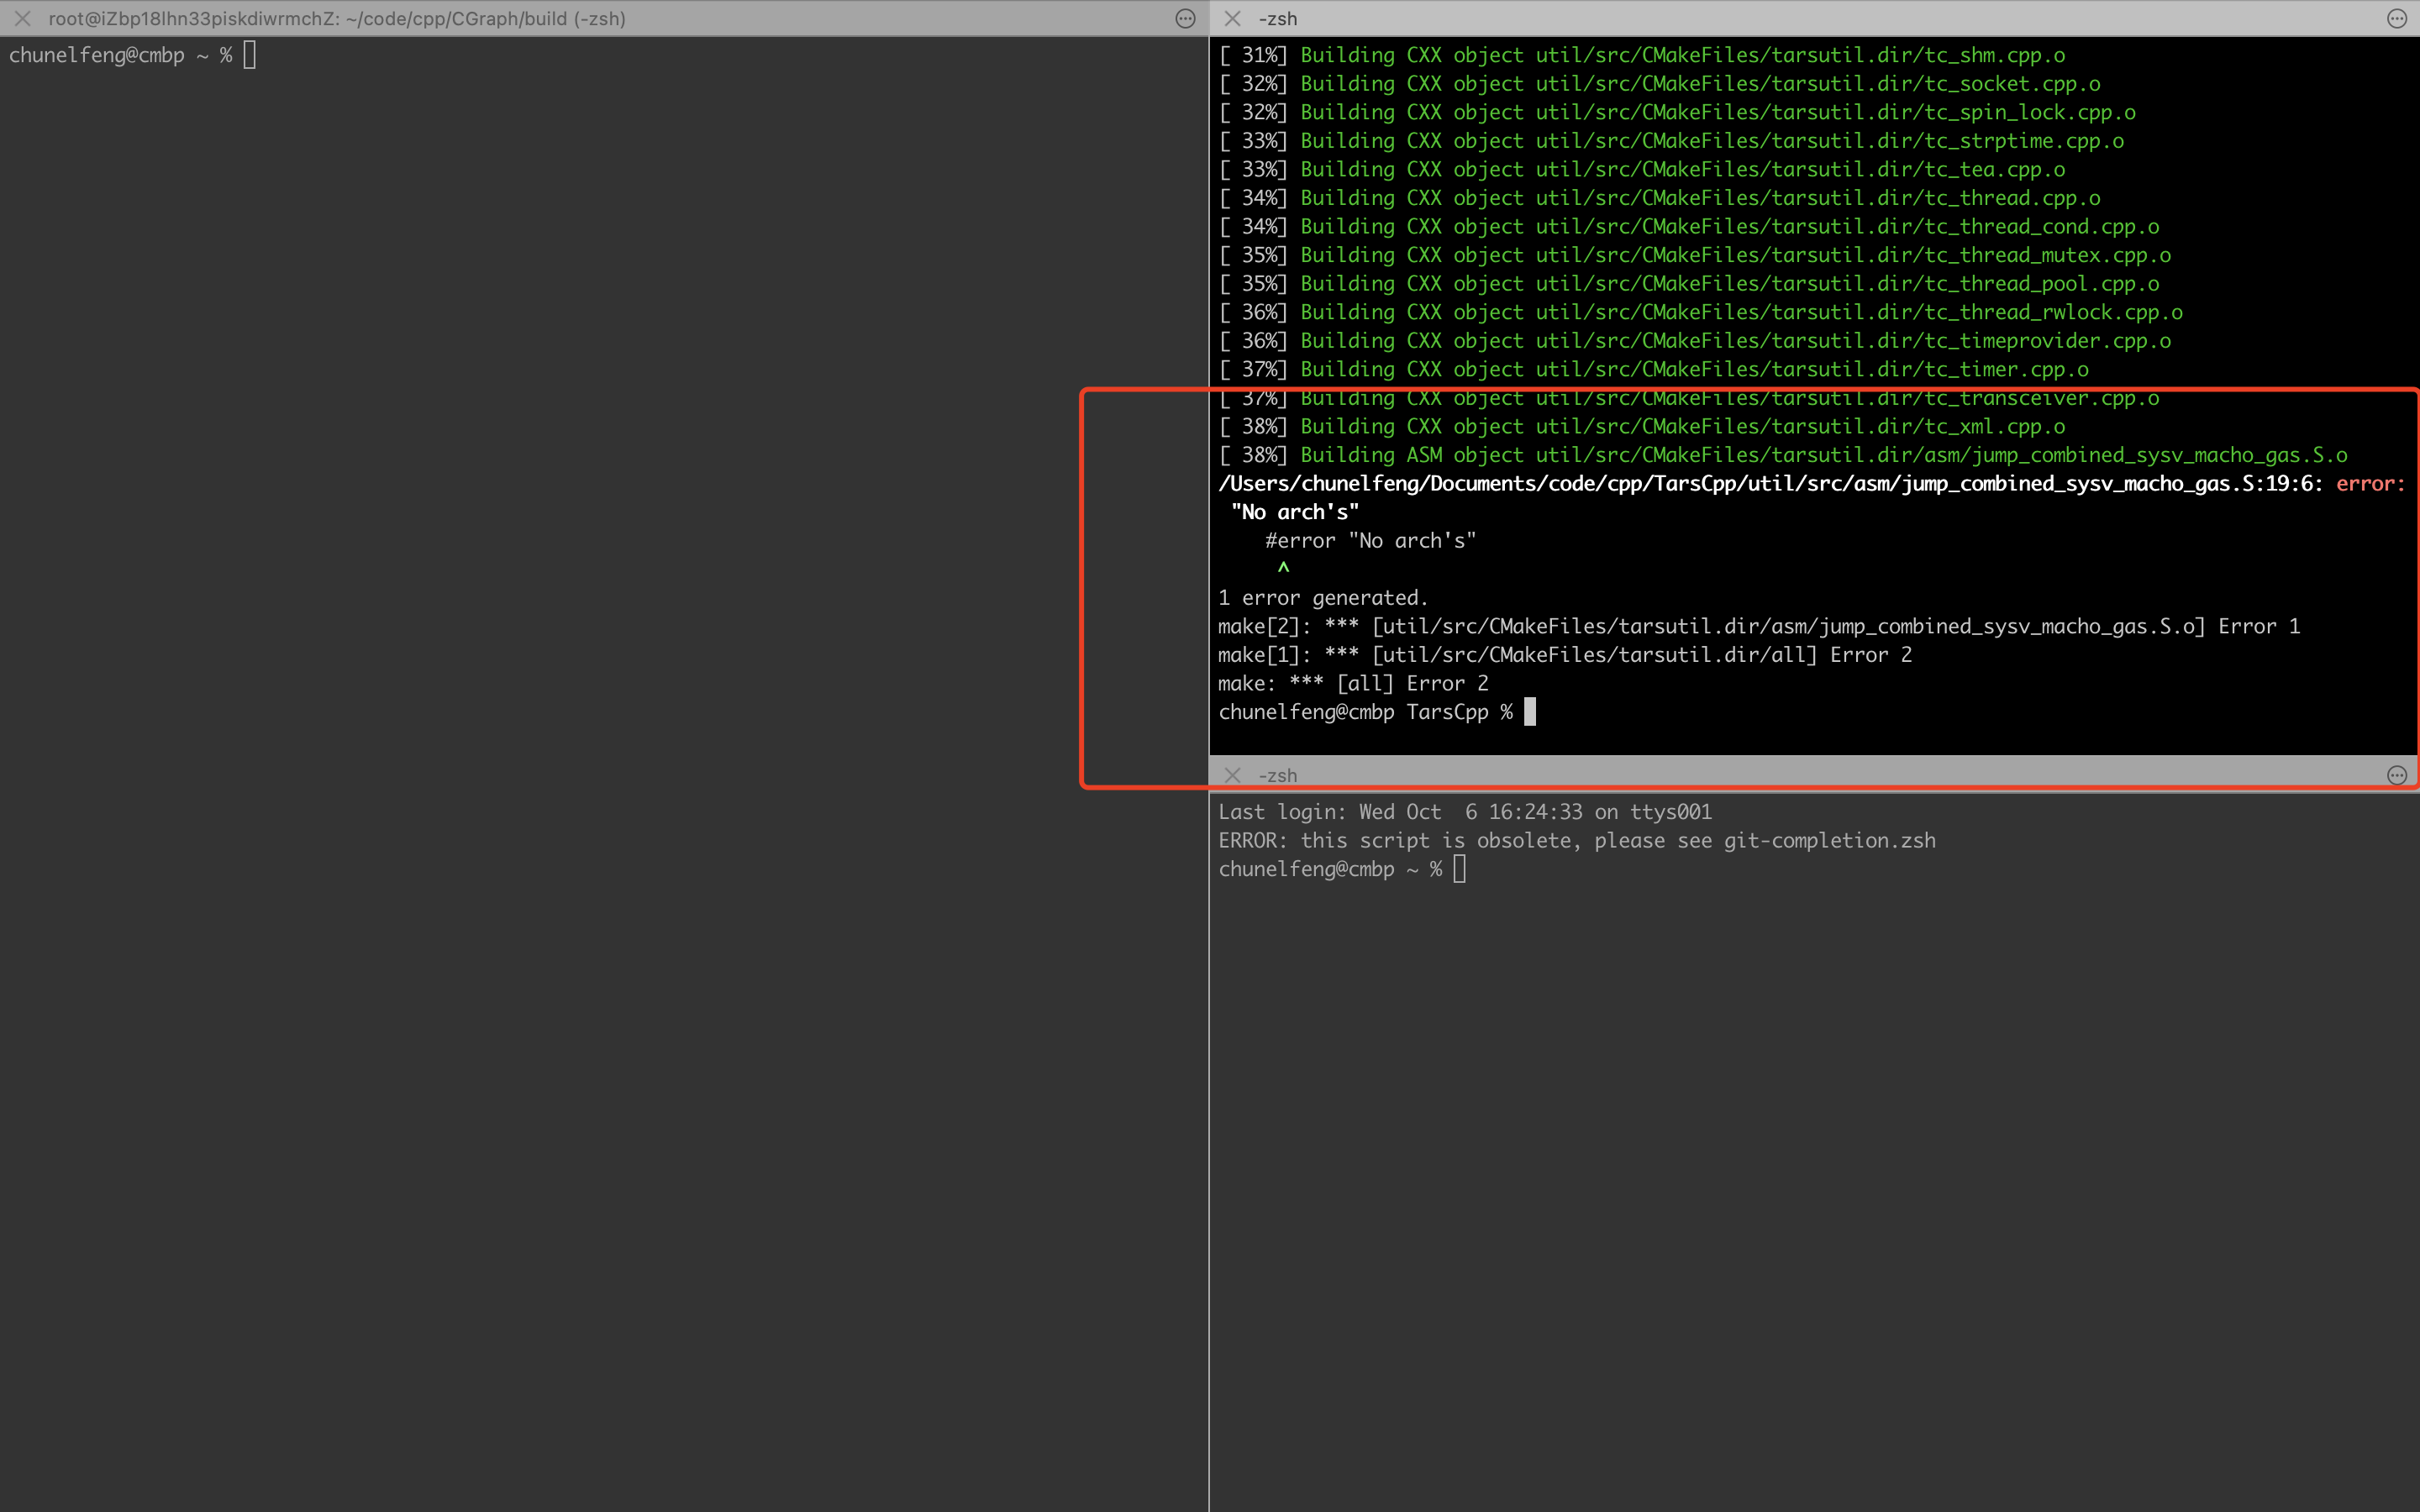 root@iZbp18lhn33piskdiwrmchZ: ~/code/cpp/CGraph/build (-zsh)
chunelfeng@cmbp ~ %
-zsh
[ 31%] Building CXX object util/src/CMakeFiles/tarsutil.dir/tc_shm.cpp.o
[ 32%] Building CXX object util/src/CMakeFiles/tarsutil.dir/tc_socket.cpp.o
[ 32%] Building CXX object util/src/CMakeFiles/tarsutil.dir/tc_spin_lock.cpp.o
[ 33%] Building CXX object util/src/CMakeFiles/tarsutil.dir/tc_strptime.cpp.o
[ 33%] Building CXX object util/src/CMakeFiles/tarsutil.dir/tc_tea.cpp.o
[ 34%] Building CXX object util/src/CMakeFiles/tarsutil.dir/tc_thread.cpp.o
[ 34%] Building CXX object util/src/CMakeFiles/tarsutil.dir/tc_thread_cond.cpp.o
[ 35%] Building CXX object util/src/CMakeFiles/tarsutil.dir/tc_thread_mutex.cpp.o
[ 35%] Building CXX object util/src/CMakeFiles/tarsutil.dir/tc_thread_pool.cpp.o
[ 36%] Building CXX object util/src/CMakeFiles/tarsutil.dir/tc_thread_rwlock.cpp.o
[ 36%] Building CXX object util/src/CMakeFiles/tarsutil.dir/tc_timeprovider.cpp.o
[ 37%] Building CXX object util/src/CMakeFiles/tarsutil.dir/tc_timer.cpp.o
[ 37%] Building CXX object util/src/CMakeFiles/tarsutil.dir/tc_transceiver.cpp.o
[ 38%] Building CXX object util/src/CMakeFiles/tarsutil.dir/tc_xml.cpp.o
[ 38%] Building ASM object util/src/CMakeFiles/tarsutil.dir/asm/jump_combined_sysv_macho_gas.S.o
/Users/chunelfeng/Documents/code/cpp/TarsCpp/util/src/asm/jump_combined_sysv_macho_gas.S:19:6: error:
"No arch's"
#error "No arch's"
^
1 error generated.
make[2]: *** [util/src/CMakeFiles/tarsutil.dir/asm/jump_combined_sysv_macho_gas.S.o] Error 1
make[1]: *** [util/src/CMakeFiles/tarsutil.dir/all] Error 2
make: *** [all] Error 2
chunelfeng@cmbp TarsCpp %
-zsh
Last login: Wed Oct  6 16:24:33 on ttys001
ERROR: this script is obsolete, please see git-completion.zsh
chunelfeng@cmbp ~ %